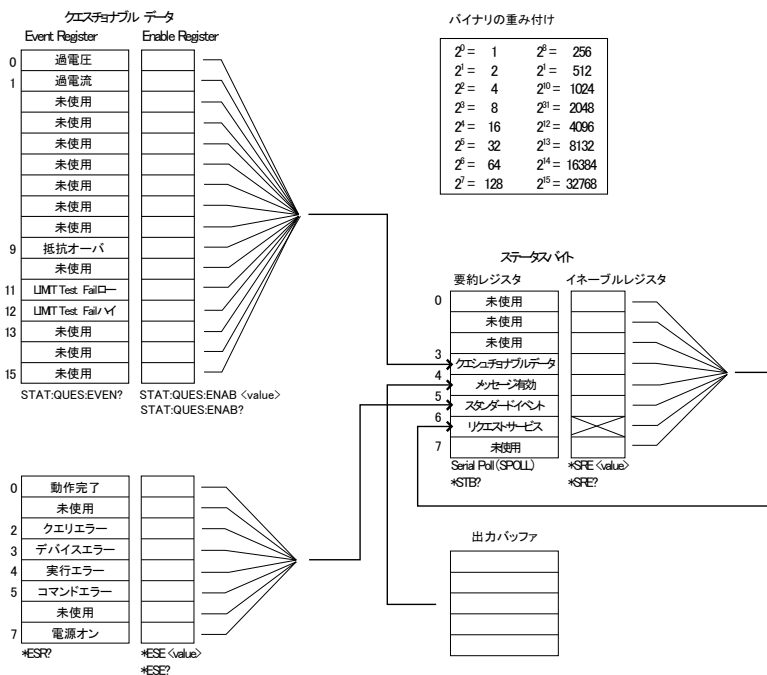 クエスチョナブル データ
Event Register Enable Register
0 過電圧
1 過電流
未使用
未使用
未使用
未使用
未使用
未使用
未使用
9 抵抗オーバ
未使用
11 LIMIT Test Failロー
12 LIMIT Test Failハイ
13 未使用
未使用
15 未使用
STAT:QUES:EVEN? STAT:QUES:ENAB <value>
STAT:QUES:ENAB?
バイナリの重み付け
2⁰ = 1 2⁸ = 256
2¹ = 2 2¹ = 512
2² = 4 2¹⁰ = 1024
2³ = 8 2³¹ = 2048
2⁴ = 16 2¹² = 4096
2⁵ = 32 2¹³ = 8132
2⁶ = 64 2¹⁴ = 16384
2⁷ = 128 2¹⁵ = 32768
ステータスバイト
要約レジスタ イネーブルレジスタ
0 未使用
未使用
未使用
3 クエシュチョナブルデータ
4 メッセージ有効
5 スタンダードイベント
6 リクエストサービス
7 未使用
Serial Poll(SPOLL) *SRE <value>
*STB? *SRE?
0 動作完了
未使用
2 クエリエラー
3 デバイスエラー
4 実行エラー
5 コマンドエラー
未使用
7 電源オン
*ESR? *ESE <value>
*ESE?
出力バッファ